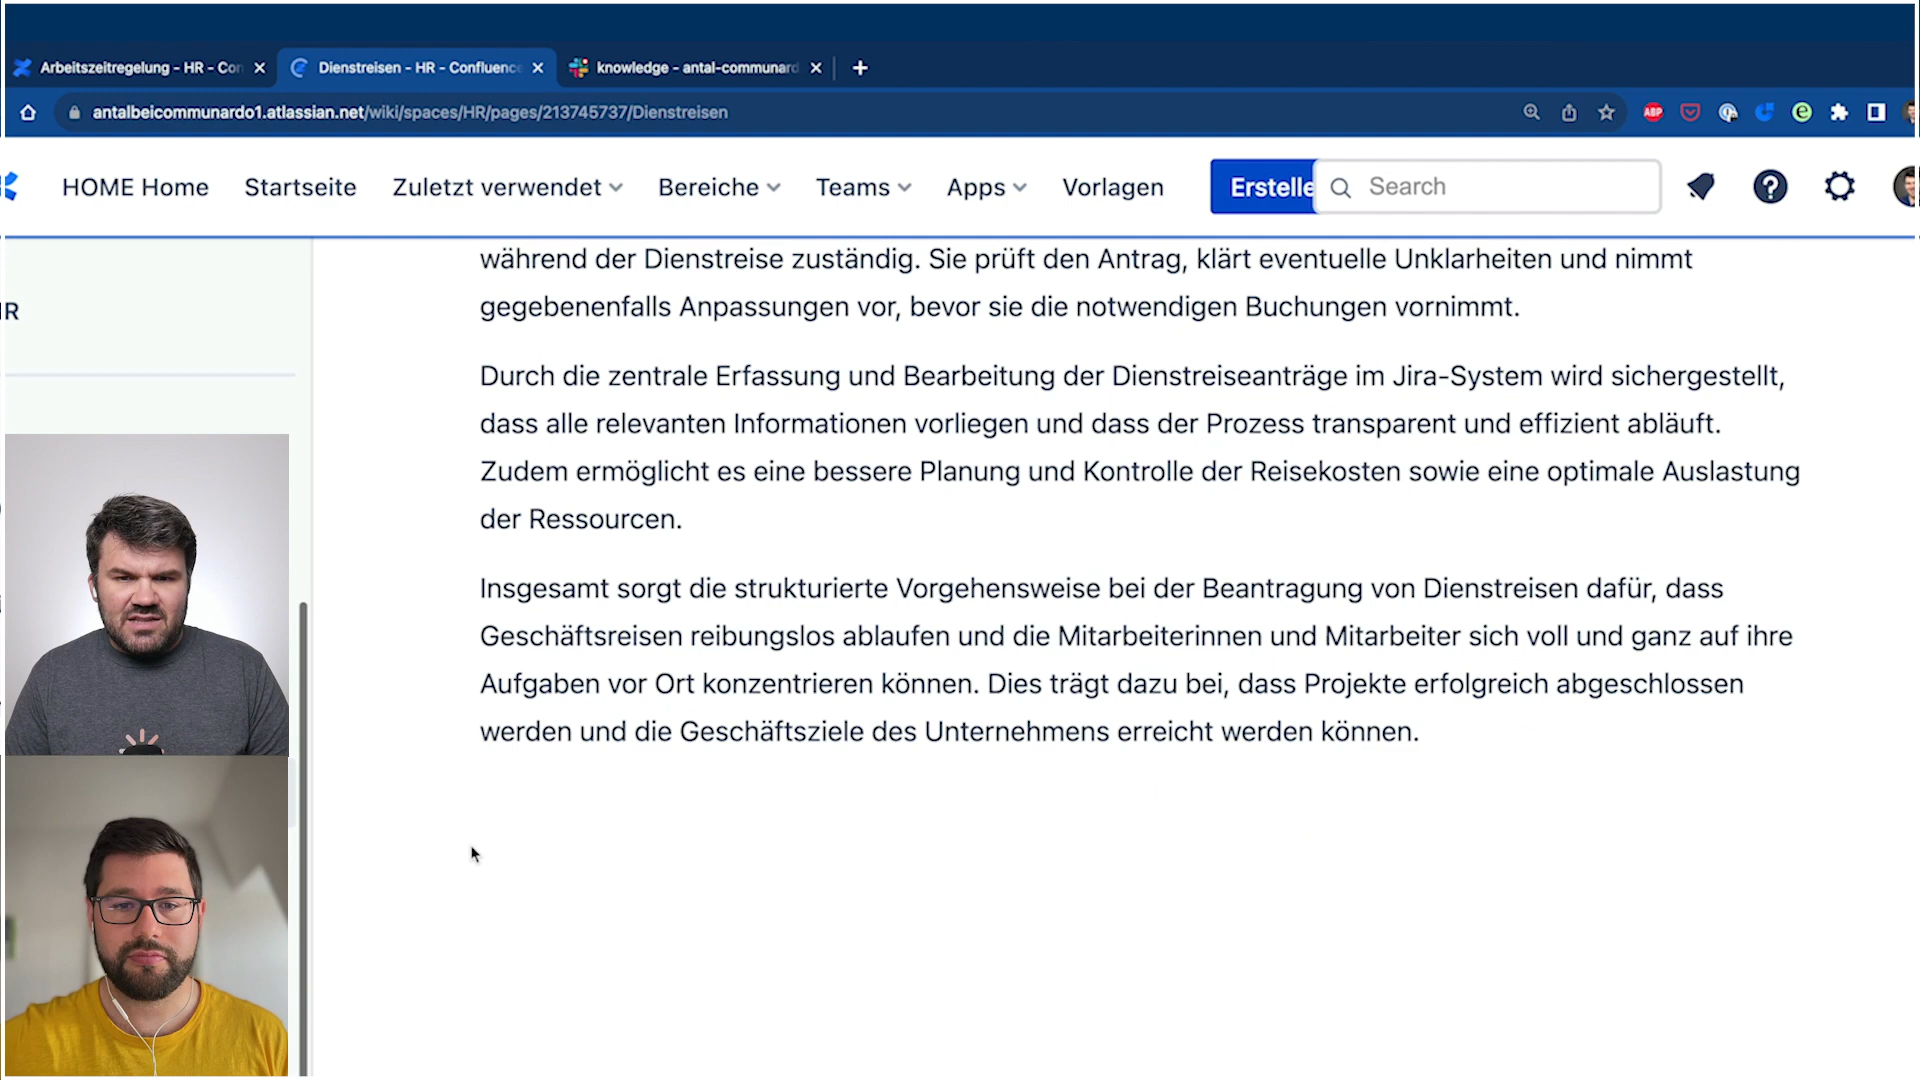 Arbeitszeitregelung - HR - Con
Dienstreisen - HR - Confluence
knowledge - antal-communard
antalbeicommunardo1.atlassian.net/wiki/spaces/HR/pages/213745737/Dienstreisen
ABP
HOME Home
Startseite
Zuletzt verwendet
Bereiche
Teams
Apps
Vorlagen
Erstelle
Search
HR
während der Dienstreise zuständig. Sie prüft den Antrag, klärt eventuelle Unklarheiten und nimmt
gegebenenfalls Anpassungen vor, bevor sie die notwendigen Buchungen vornimmt.
Durch die zentrale Erfassung und Bearbeitung der Dienstreiseanträge im Jira-System wird sichergestellt,
dass alle relevanten Informationen vorliegen und dass der Prozess transparent und effizient abläuft.
Zudem ermöglicht es eine bessere Planung und Kontrolle der Reisekosten sowie eine optimale Auslastung
der Ressourcen.
Insgesamt sorgt die strukturierte Vorgehensweise bei der Beantragung von Dienstreisen dafür, dass
Geschäftsreisen reibungslos ablaufen und die Mitarbeiterinnen und Mitarbeiter sich voll und ganz auf ihre
Aufgaben vor Ort konzentrieren können. Dies trägt dazu bei, dass Projekte erfolgreich abgeschlossen
werden und die Geschäftsziele des Unternehmens erreicht werden können.